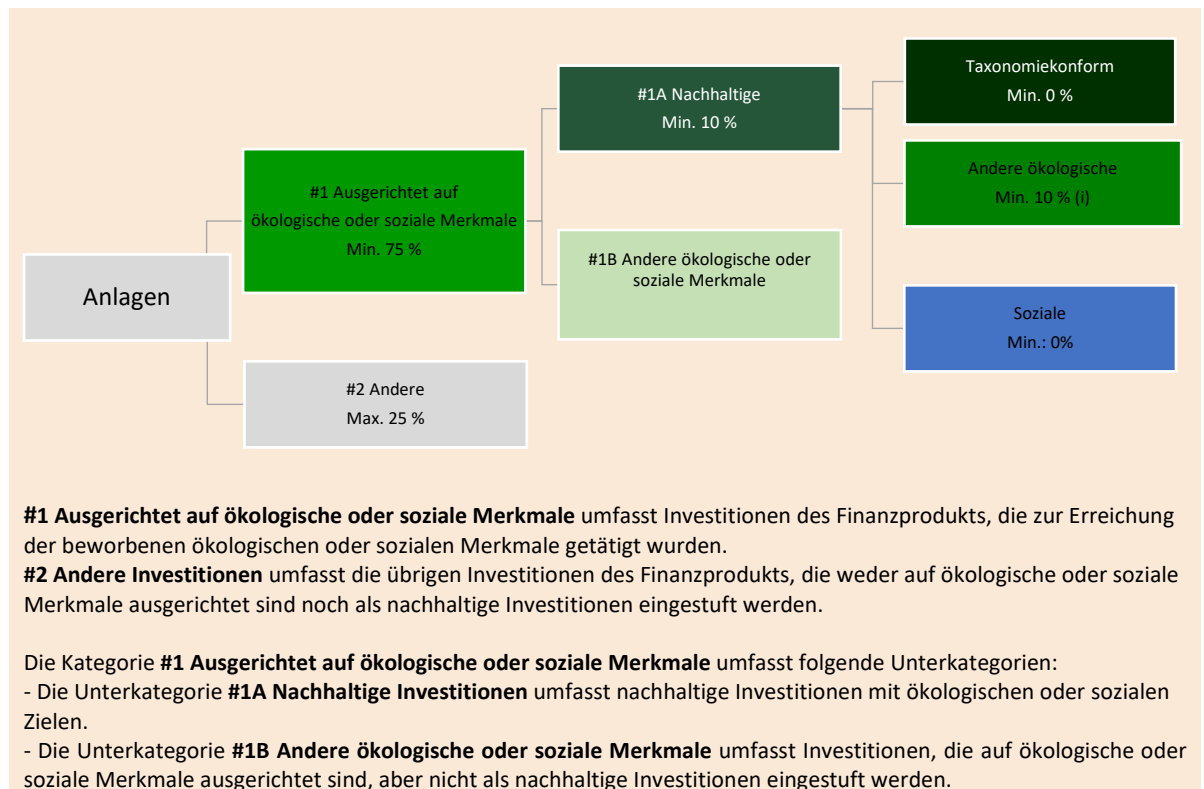 Anlagen
#1 Ausgerichtet auf
ökologische oder soziale Merkmale
Min. 75 %
#2 Andere
Max. 25 %
#1A Nachhaltige
Min. 10 %
#1B Andere ökologische oder
soziale Merkmale
Taxonomiekonform
Min. 0 %
Andere ökologische
Min. 10 % (i)
Soziale
Min.: 0%
#1 Ausgerichtet auf ökologische oder soziale Merkmale umfasst Investitionen des Finanzprodukts, die zur Erreichung
der beworbenen ökologischen oder sozialen Merkmale getätigt wurden.
#2 Andere Investitionen umfasst die übrigen Investitionen des Finanzprodukts, die weder auf ökologische oder soziale
Merkmale ausgerichtet sind noch als nachhaltige Investitionen eingestuft werden.
Die Kategorie #1 Ausgerichtet auf ökologische oder soziale Merkmale umfasst folgende Unterkategorien:
- Die Unterkategorie #1A Nachhaltige Investitionen umfasst nachhaltige Investitionen mit ökologischen oder sozialen
Zielen.
- Die Unterkategorie #1B Andere ökologische oder soziale Merkmale umfasst Investitionen, die auf ökologische oder
soziale Merkmale ausgerichtet sind, aber nicht als nachhaltige Investitionen eingestuft werden.